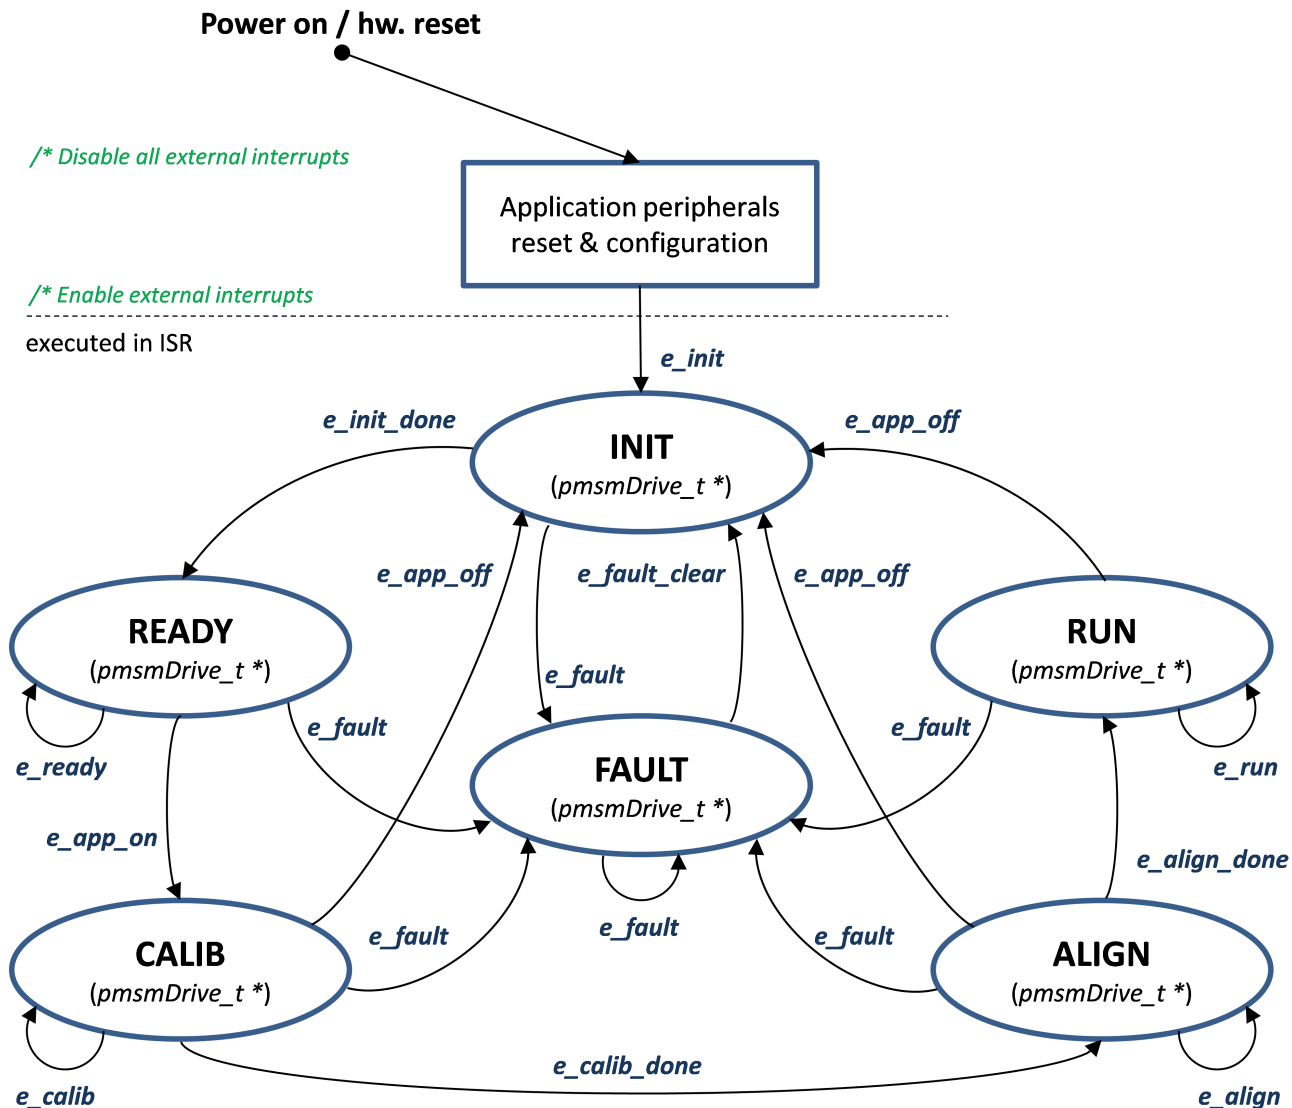 Power on / hw. reset
/* Disable all external interrupts
Application peripherals
reset & configuration
/* Enable external interrupts
executed in ISR
e_init
e_init_done
e_app_off
INIT
(pmsmDrive_t *)
e_app_off
e_fault_clear
e_app_off
READY
(pmsmDrive_t *)
RUN
(pmsmDrive_t *)
e_fault
e_fault
e_fault
e_ready
FAULT
(pmsmDrive_t *)
e_run
e_app_on
e_align_done
e_fault
e_fault
e_fault
CALIB
(pmsmDrive_t *)
ALIGN
(pmsmDrive_t *)
e_calib_done
e_calib
e_align